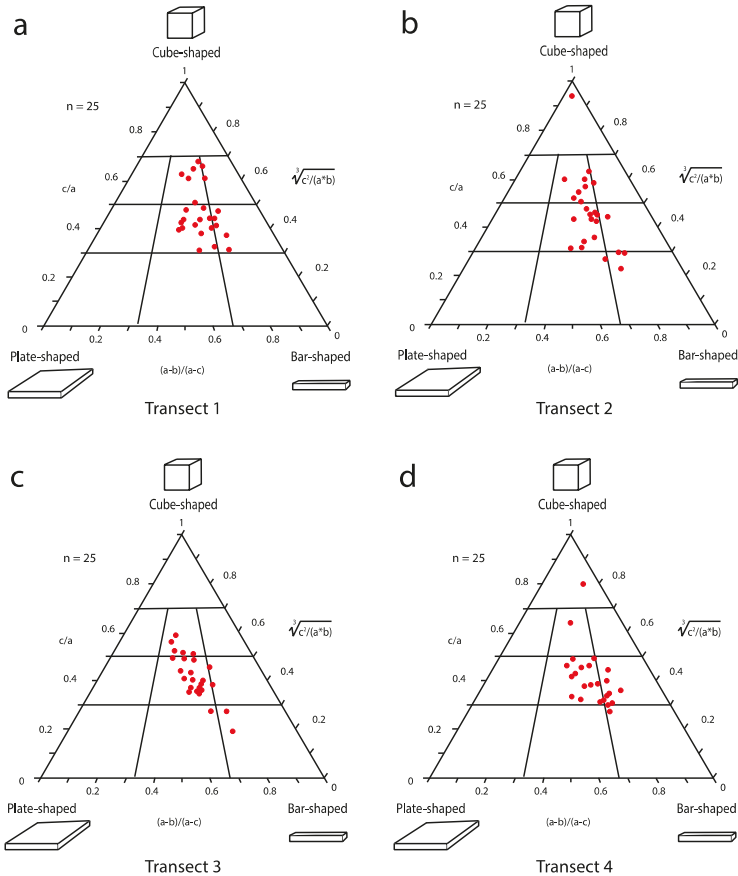 a
Cube-shaped
1
n = 25
0.8
0.8
0.6
0.6
c/a
∛c²/(a*b)
0.4
0.4
0.2
0.2
0
0
0.2
0.4
0.6
0.8
Plate-shaped
(a-b)/(a-c)
Bar-shaped
Transect 1
b
Cube-shaped
1
n = 25
0.8
0.8
0.6
0.6
c/a
∛c²/(a*b)
0.4
0.4
0.2
0.2
0
0
0.2
0.4
0.6
0.8
Plate-shaped
(a-b)/(a-c)
Bar-shaped
Transect 2
c
Cube-shaped
1
n = 25
0.8
0.8
0.6
0.6
c/a
∛c²/(a*b)
0.4
0.4
0.2
0.2
0
0
0.2
0.4
0.6
0.8
Plate-shaped
(a-b)/(a-c)
Bar-shaped
Transect 3
d
Cube-shaped
1
n = 25
0.8
0.8
0.6
0.6
c/a
∛c²/(a*b)
0.4
0.4
0.2
0.2
0
0
0.2
0.4
0.6
0.8
Plate-shaped
(a-b)/(a-c)
Bar-shaped
Transect 4